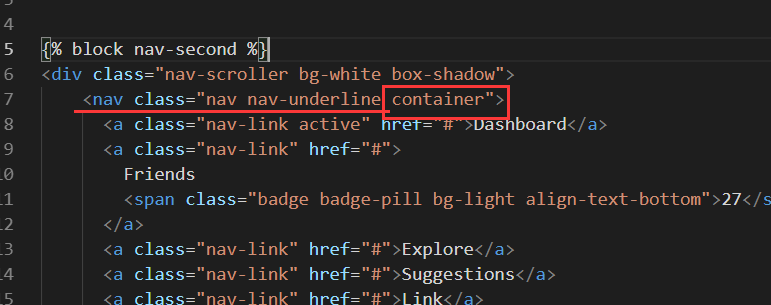 4
5 {% block nav-second %}
6 <div class="nav-scroller bg-white box-shadow">
7 <nav class="nav nav-underline container">
8 <a class="nav-link active" href="#">Dashboard</a>
9 <a class="nav-link" href="#">
10 Friends
11 <span class="badge badge-pill bg-light align-text-bottom">27</s
12 </a>
13 <a class="nav-link" href="#">Explore</a>
14 <a class="nav-link" href="#">Suggestions</a>
15 <a class="nav-link" href="#">Link</a>